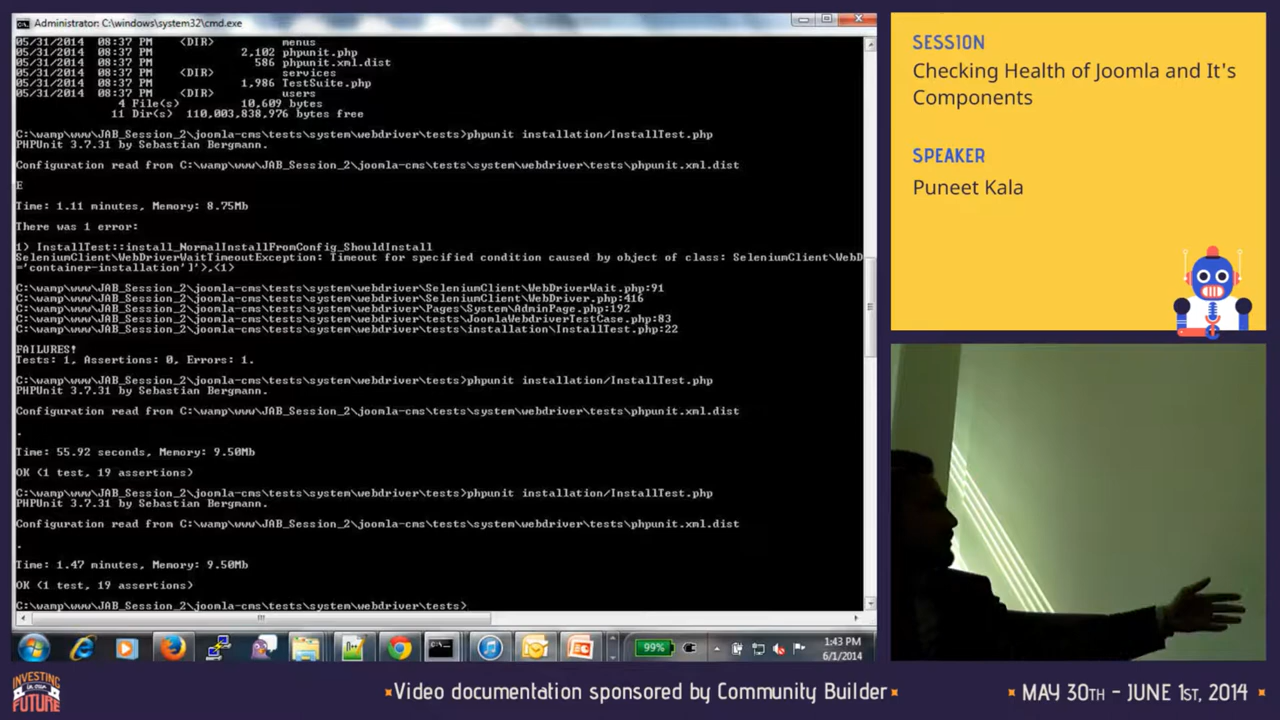 Administrator: C:\windows\system32\cmd.exe
05/31/2014  08:37 PM    <DIR>          menus
05/31/2014  08:37 PM             2,102 phpunit.php
05/31/2014  08:37 PM               586 phpunit.xml.dist
05/31/2014  08:37 PM    <DIR>          services
05/31/2014  08:37 PM             1,986 TestSuite.php
05/31/2014  08:37 PM    <DIR>          users
4 File(s)         10,609 bytes
11 Dir(s)  110,003,838,976 bytes free
C:\wamp\www\JAB_Session_2\joomla-cms\tests\system\webdriver\tests>phpunit installation/InstallTest.php
PHPUnit 3.7.31 by Sebastian Bergmann.
Configuration read from C:\wamp\www\JAB_Session_2\joomla-cms\tests\system\webdriver\tests\phpunit.xml.dist
E
Time: 1.11 minutes, Memory: 8.75Mb
There was 1 error:
1) InstallTest::install_NormalInstallFromConfig_ShouldInstall
SeleniumClient\WebDriverWaitTimeoutException: Timeout for specified condition caused by object of class: SeleniumClient\WebD
='container-installation']'>,<1>
C:\wamp\www\JAB_Session_2\joomla-cms\tests\system\webdriver\SeleniumClient\WebDriverWait.php:91
C:\wamp\www\JAB_Session_2\joomla-cms\tests\system\webdriver\SeleniumClient\WebDriver.php:416
C:\wamp\www\JAB_Session_2\joomla-cms\tests\system\webdriver\Pages\System\AdminPage.php:192
C:\wamp\www\JAB_Session_2\joomla-cms\tests\system\webdriver\tests\JoomlaWebdriverTestCase.php:83
C:\wamp\www\JAB_Session_2\joomla-cms\tests\system\webdriver\tests\installation\InstallTest.php:22
FAILURES!
Tests: 1, Assertions: 0, Errors: 1.
C:\wamp\www\JAB_Session_2\joomla-cms\tests\system\webdriver\tests>phpunit installation/InstallTest.php
PHPUnit 3.7.31 by Sebastian Bergmann.
Configuration read from C:\wamp\www\JAB_Session_2\joomla-cms\tests\system\webdriver\tests\phpunit.xml.dist
.
Time: 55.92 seconds, Memory: 9.50Mb
OK (1 test, 19 assertions)
C:\wamp\www\JAB_Session_2\joomla-cms\tests\system\webdriver\tests>phpunit installation/InstallTest.php
PHPUnit 3.7.31 by Sebastian Bergmann.
Configuration read from C:\wamp\www\JAB_Session_2\joomla-cms\tests\system\webdriver\tests\phpunit.xml.dist
.
Time: 1.47 minutes, Memory: 9.50Mb
OK (1 test, 19 assertions)
C:\wamp\www\JAB_Session_2\joomla-cms\tests\system\webdriver\tests>
99%
1:43 PM
6/1/2014
SESSION
Checking Health of Joomla and It's
Components
SPEAKER
Puneet Kala
INVESTING
IN OUR
FUTURE
Video documentation sponsored by Community Builder
MAY 30TH - JUNE 1ST, 2014